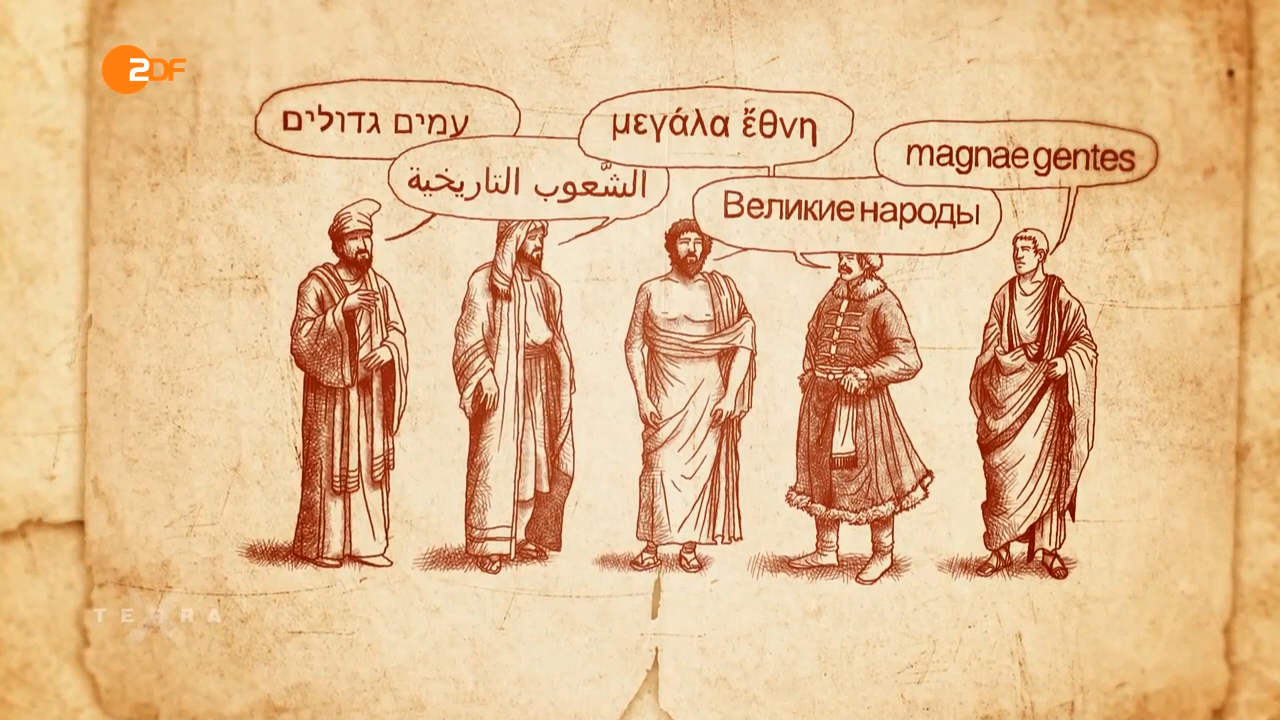 2DF
עמים גדולים
μεγάλα ἔθνη
magnae gentes
الشَّعوب التاريخية
Великие народы
TERRA X